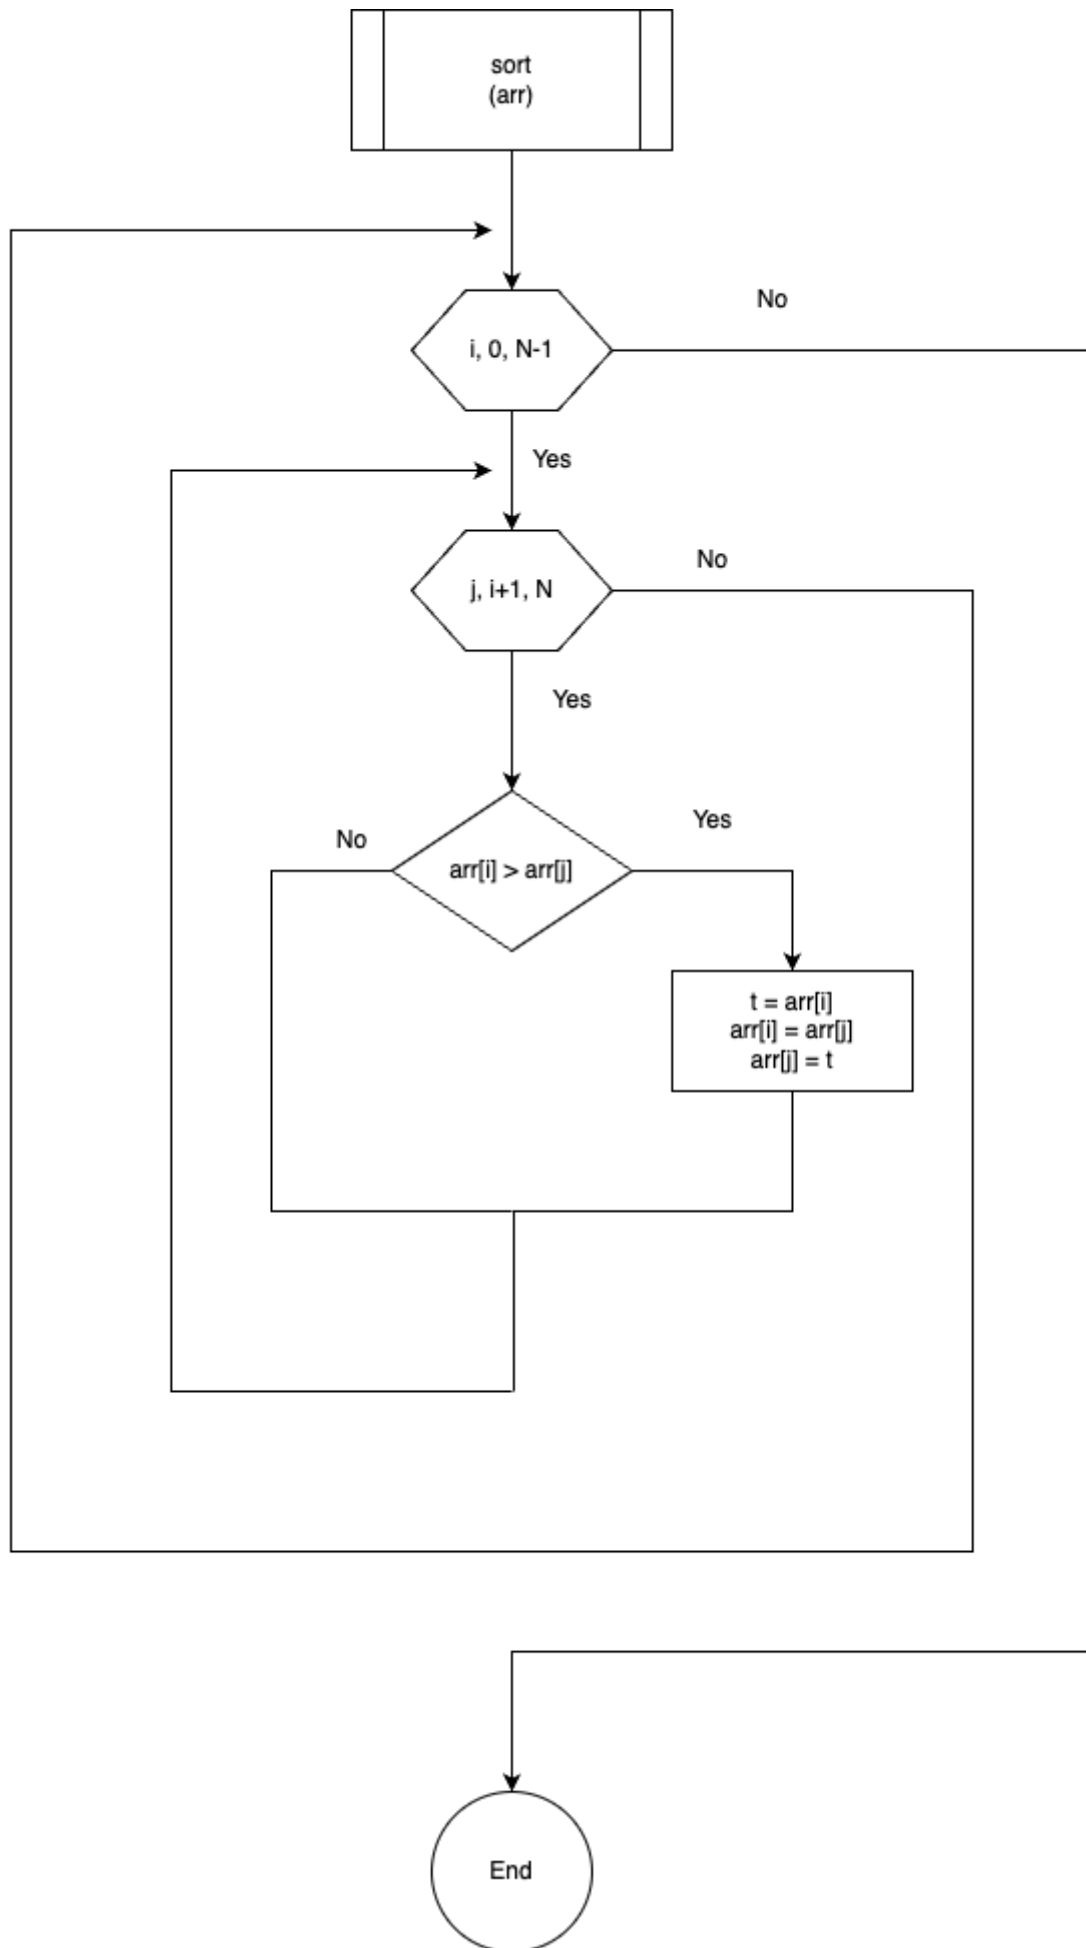 sort
(arr)
No
i, 0, N-1
Yes
No
j, i+1, N
Yes
No
Yes
arr[i] > arr[j]
t = arr[i]
arr[i] = arr[j]
arr[j] = t
End